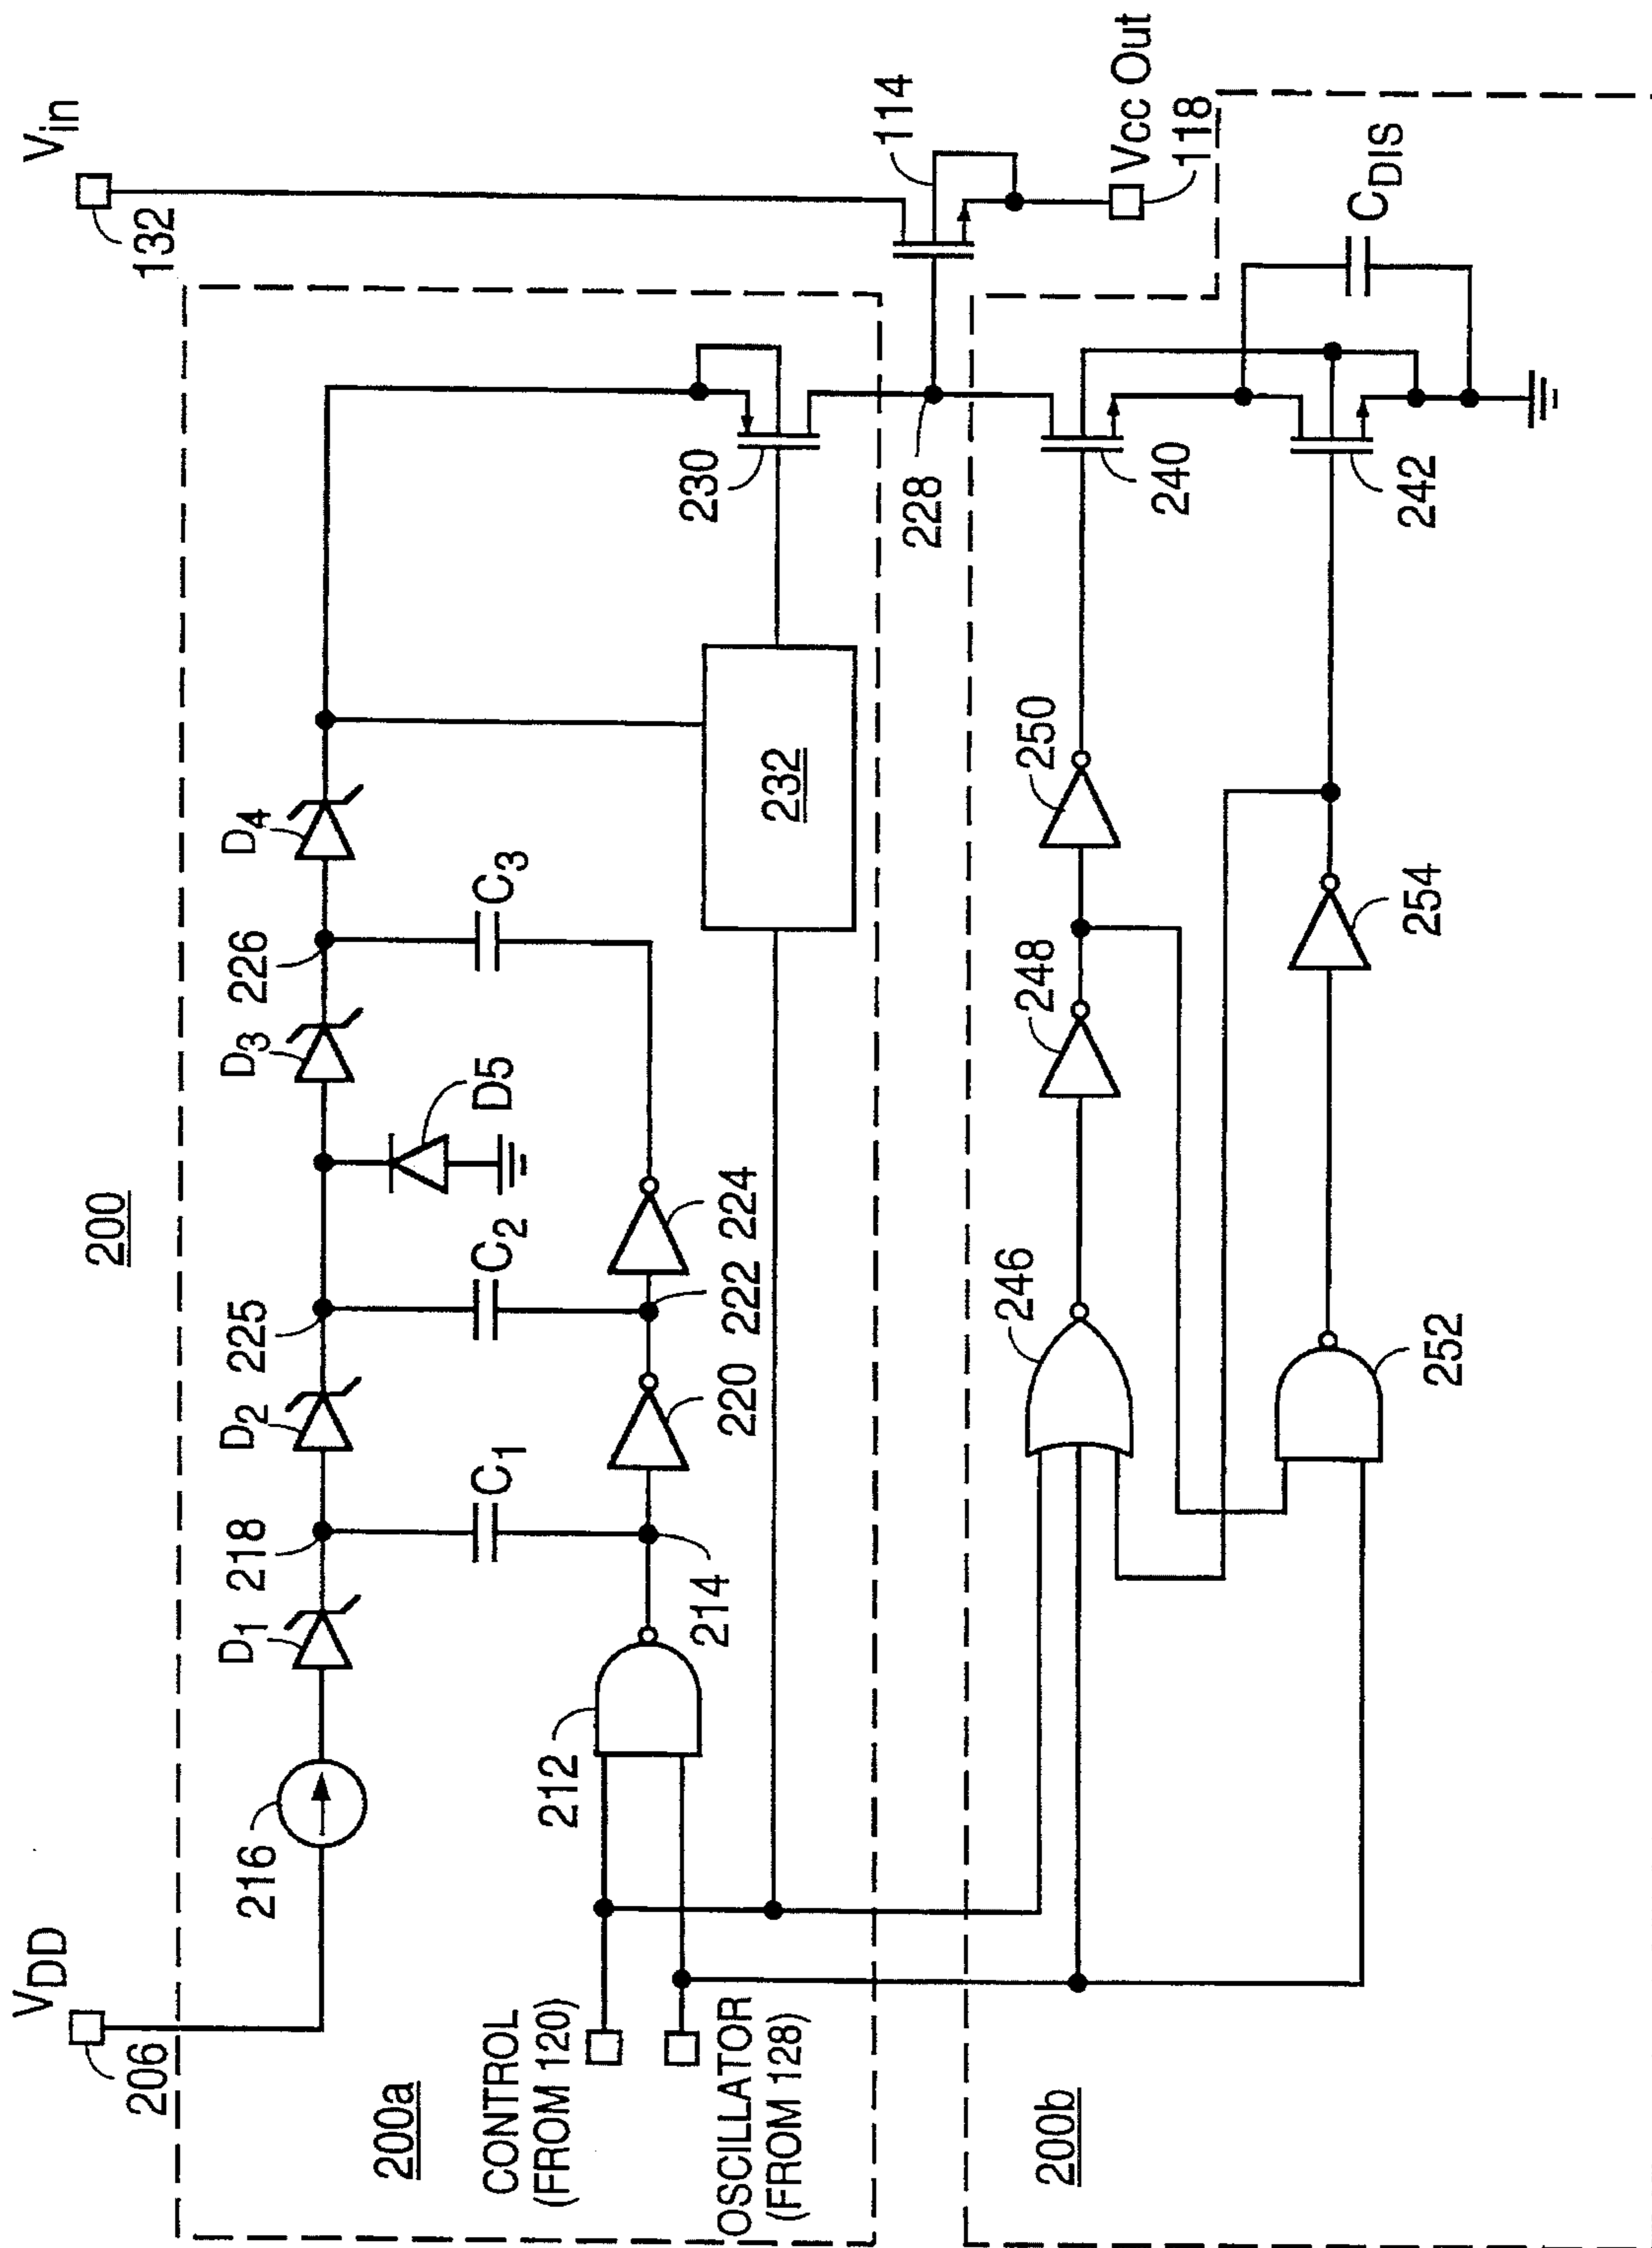 200
VDD
206
Vin
132
200a
216
D1
218
D2
225
D3
226
D4
C1
C2
D5
C3
CONTROL
(FROM 120)
OSCILLATOR
(FROM 128)
212
214
220
222
224
232
230
228
114
Vcc Out
118
200b
246
248
250
240
252
254
242
CDIS